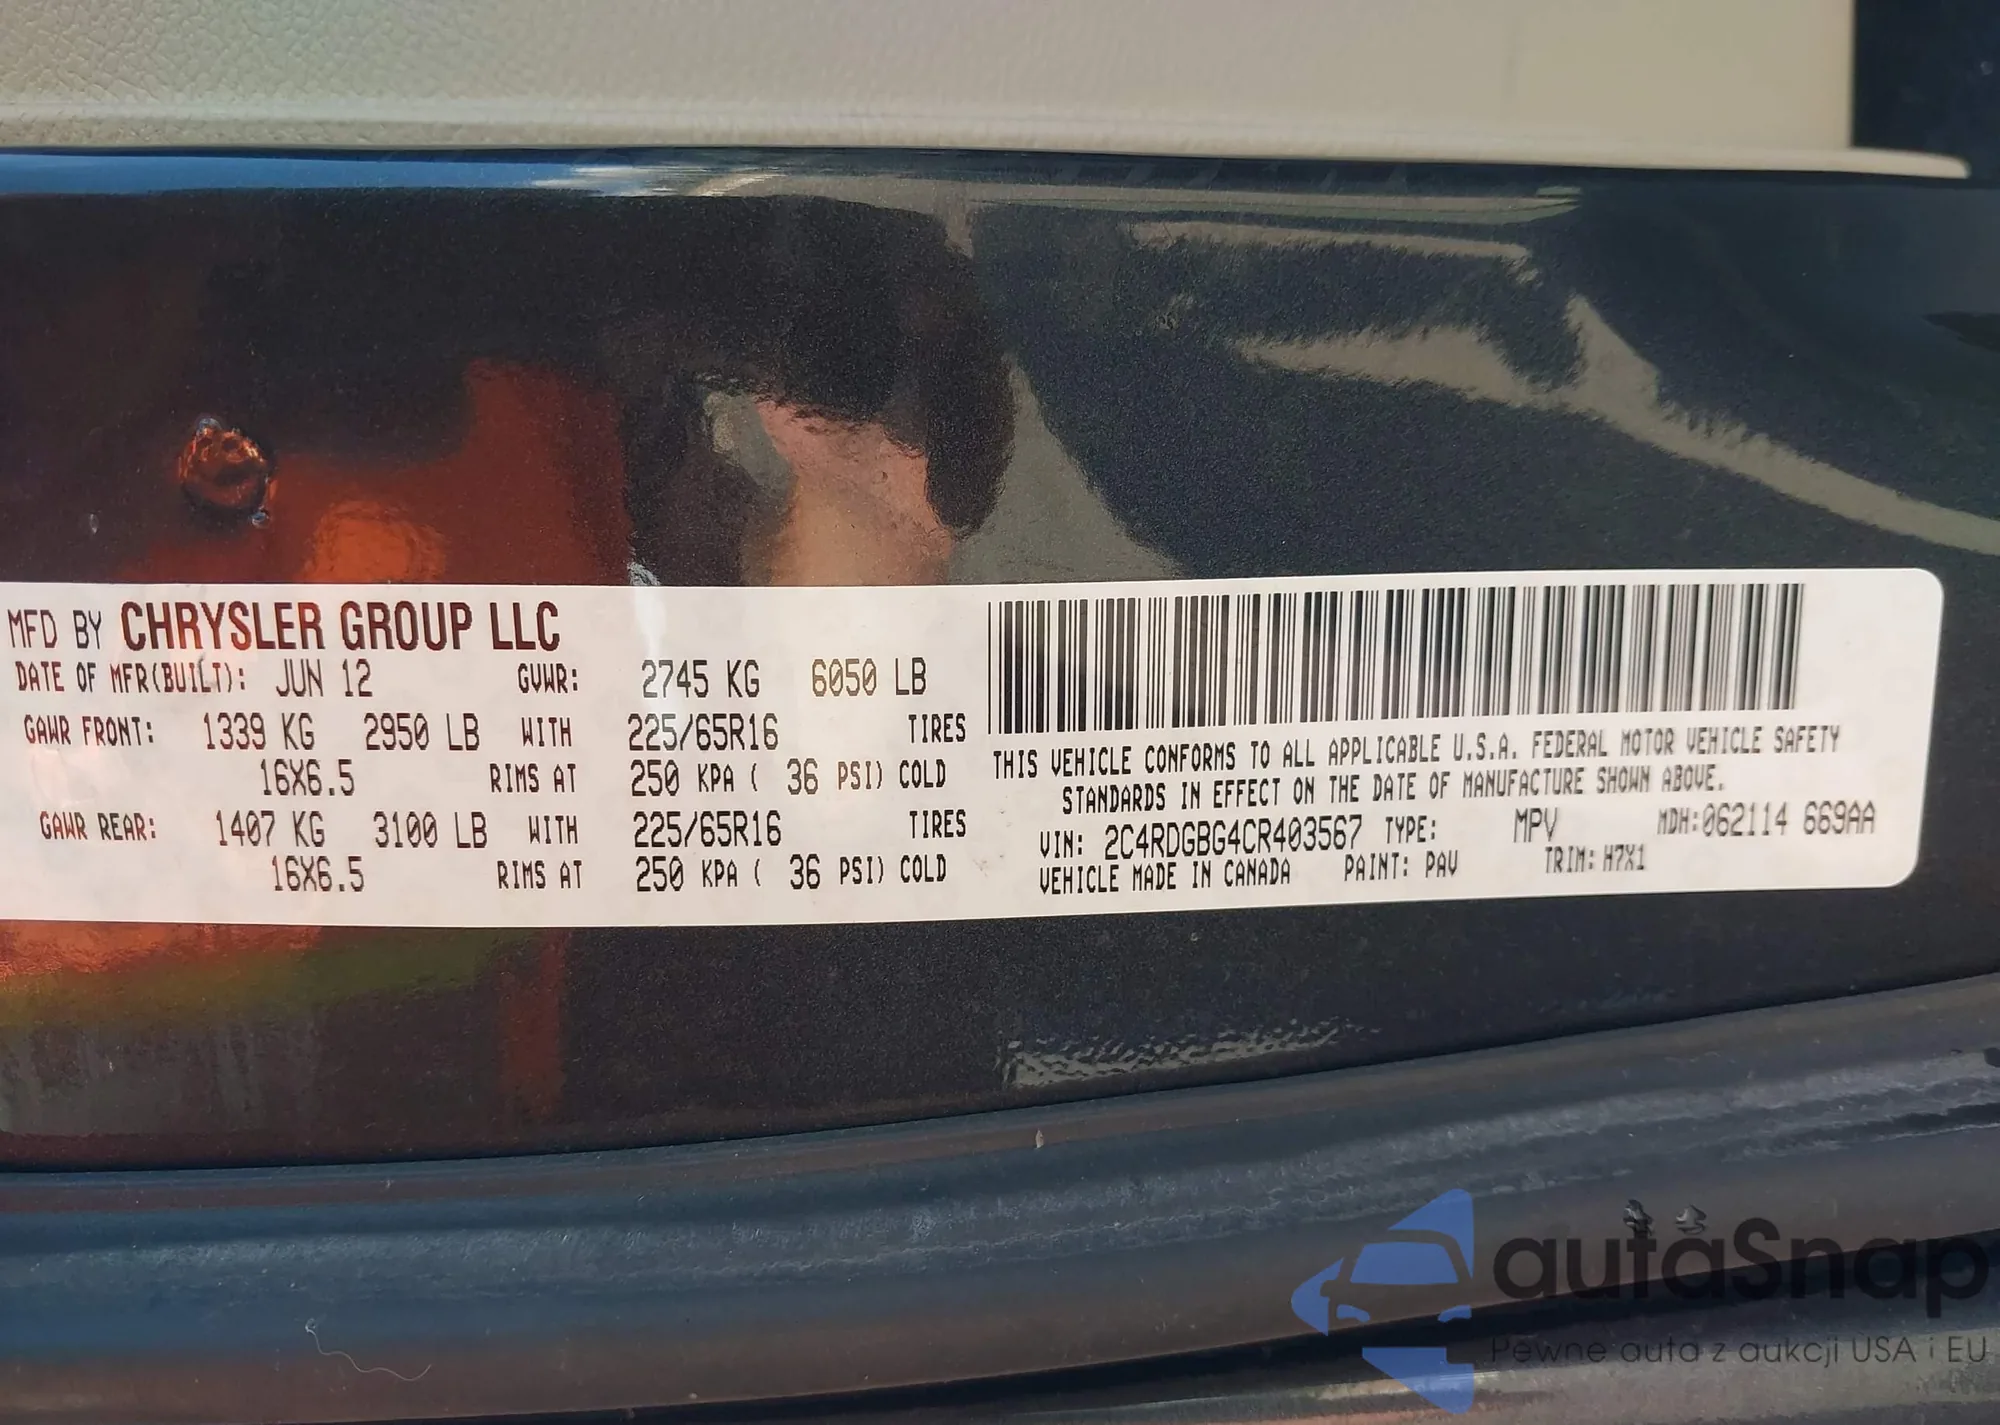 MFD BY CHRYSLER GROUP LLC
DATE OF MFR(BUILT): JUN 12 GVWR: 2745 KG 6050 LB
GAWR FRONT: 1339 KG 2950 LB WITH 225/65R16 TIRES
16X6.5 RIMS AT 250 KPA ( 36 PSI) COLD
GAWR REAR: 1407 KG 3100 LB WITH 225/65R16 TIRES
16X6.5 RIMS AT 250 KPA ( 36 PSI) COLD
THIS VEHICLE CONFORMS TO ALL APPLICABLE U.S.A. FEDERAL MOTOR VEHICLE SAFETY
STANDARDS IN EFFECT ON THE DATE OF MANUFACTURE SHOWN ABOVE.
VIN: 2C4RDGBG4CR403567 TYPE: MPV MDH:062114 669AA
VEHICLE MADE IN CANADA PAINT: PAV TRIM: H7X1
autaSnap
Pewne auta z aukcji USA i EU